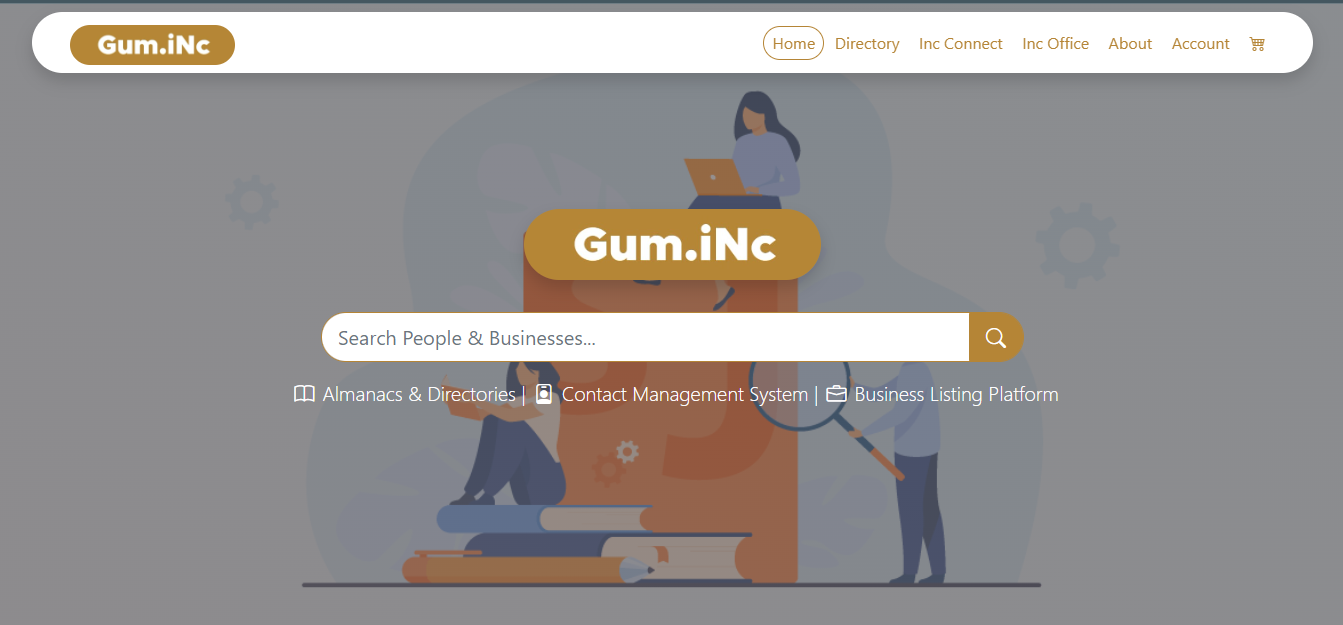 Gum.iNc Home Directory Inc Connect Inc Office About Account
Gum.iNc
Search People & Businesses...
Almanacs & Directories | Contact Management System | Business Listing Platform